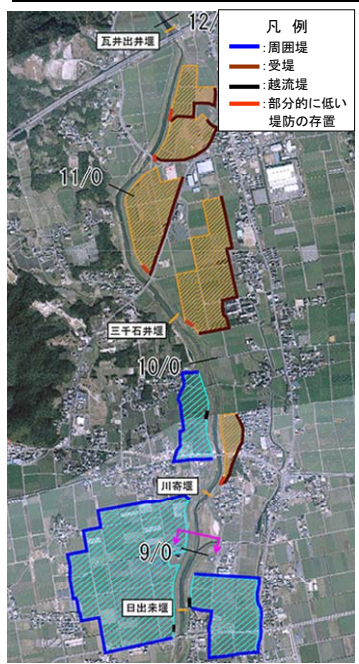 凡 例
:周囲堤
:受堤
:越流堤
:部分的に低い
堤防の存置
12/
瓦井出井堰
11/0
三千石井堰
10/0
川寄堰
9/0
日出来堰